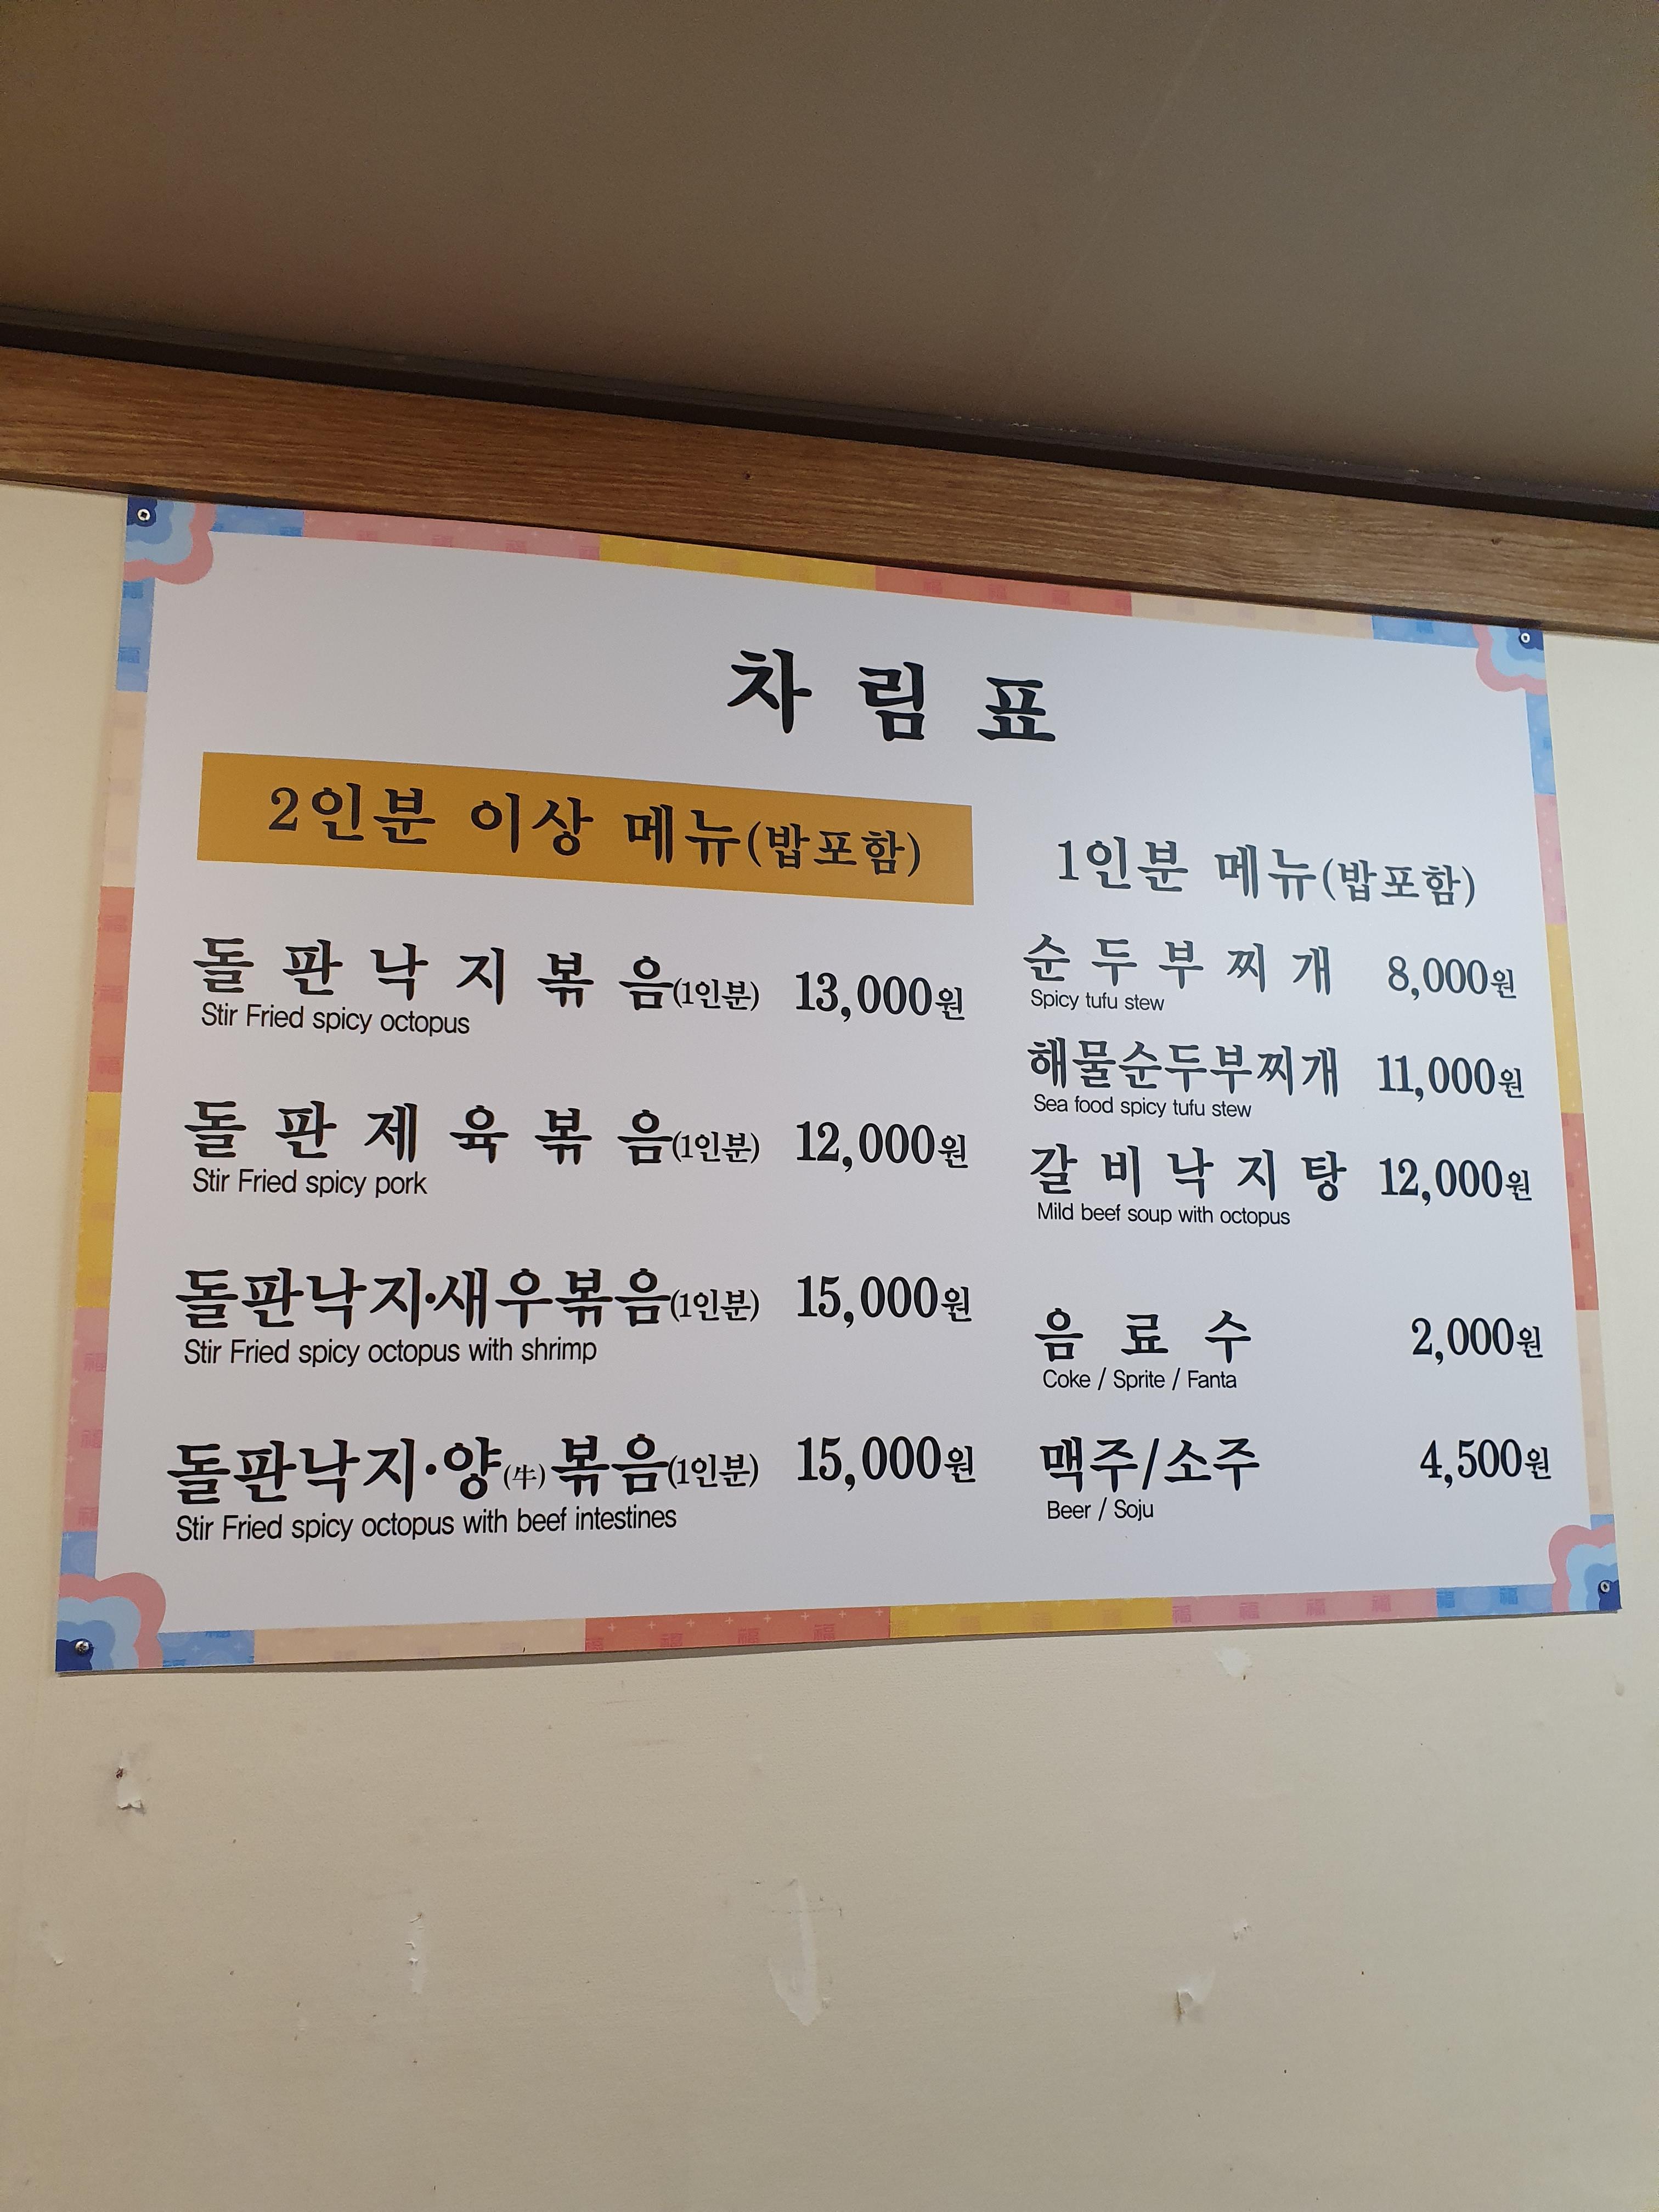 차 림 표
2인분 이상 메뉴(밥포함)
돌 판 낙 지 볶 음(1인분) 13,000원
Stir Fried spicy octopus
돌 판 제 육 볶 음(1인분) 12,000원
Stir Fried spicy pork
돌판낙지·새우볶음(1인분) 15,000원
Stir Fried spicy octopus with shrimp
돌판낙지·양(牛)볶음(1인분) 15,000원
Stir Fried spicy octopus with beef intestines
1인분 메뉴(밥포함)
순 두 부 찌 개 8,000원
Spicy tufu stew
해물순두부찌개 11,000원
Sea food spicy tufu stew
갈 비 낙 지 탕 12,000원
Mild beef soup with octopus
음 료 수 2,000원
Coke / Sprite / Fanta
맥주/소주 4,500원
Beer / Soju